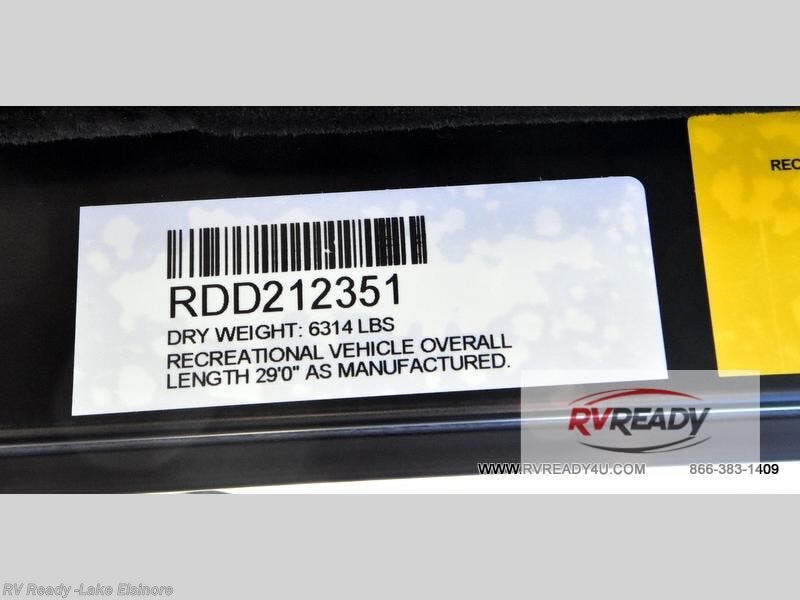 REC
RDD212351
DRY WEIGHT: 6314 LBS
RECREATIONAL VEHICLE OVERALL
LENGTH 29'0" AS MANUFACTURED.
RVREADY
WWW.RVREADY4U.COM 866-383-1409
RV Ready -Lake Elsinore